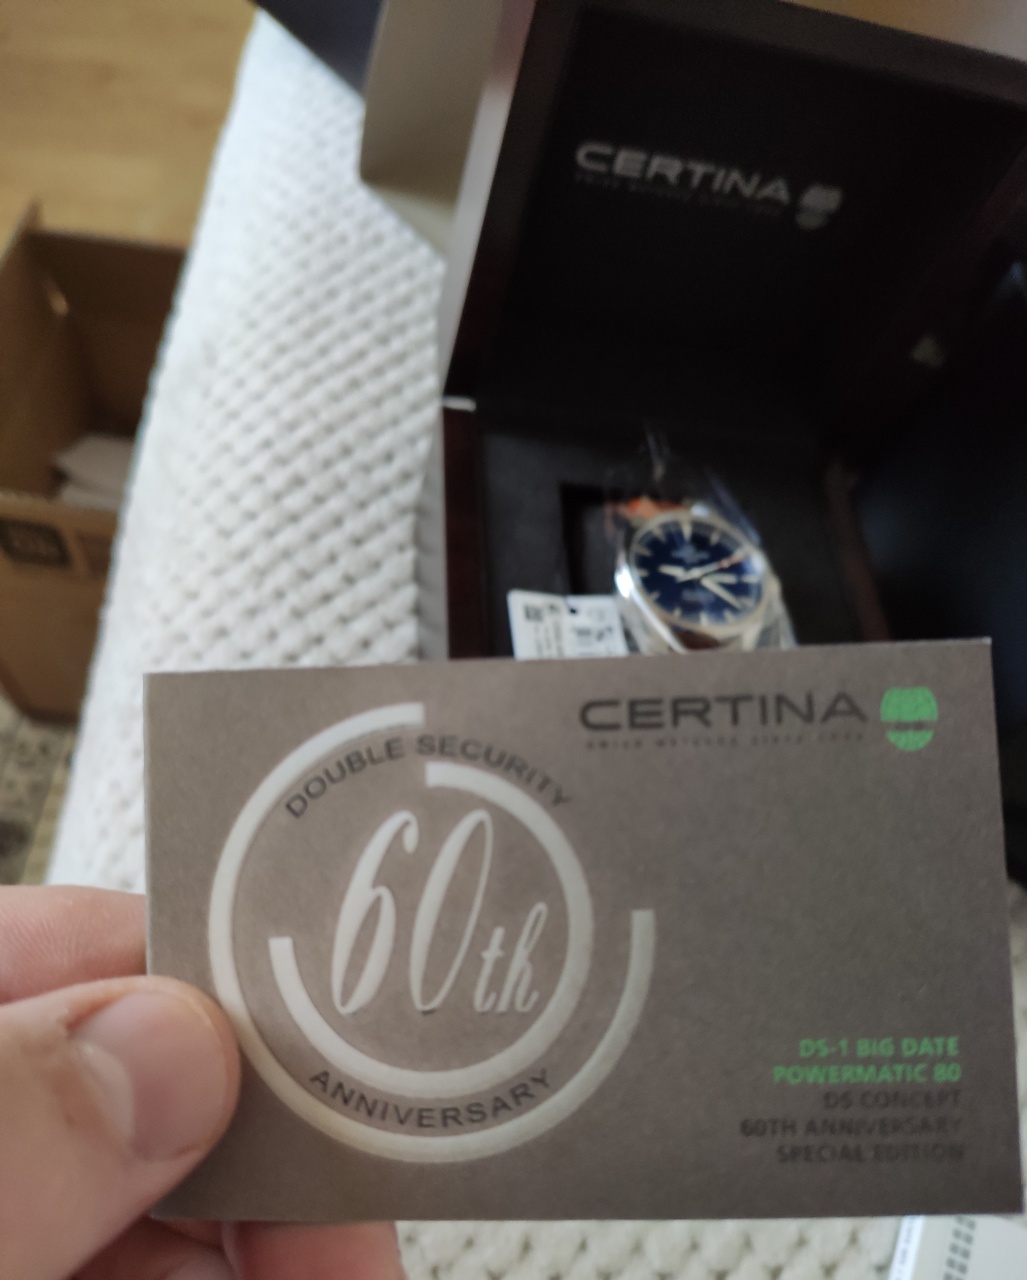 CERTINA
CERTINA
DOUBLE SECURITY
60th
ANNIVERSARY
DS-1 BIG DATE
POWERMATIC 80
DS CONCEPT
60TH ANNIVERSARY
SPECIAL EDITION